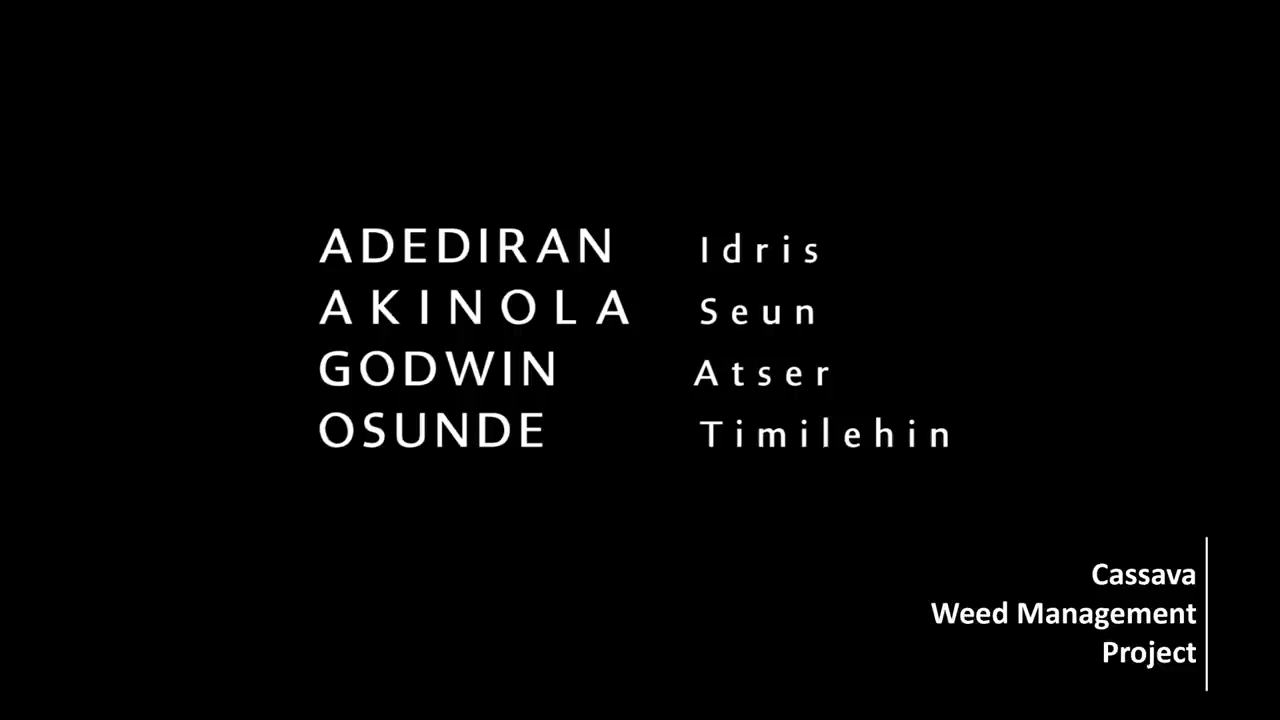 ADEDIRAN Idris
AKINOLA Seun
GODWIN Atser
OSUNDE Timilehin
Cassava
Weed Management
Project